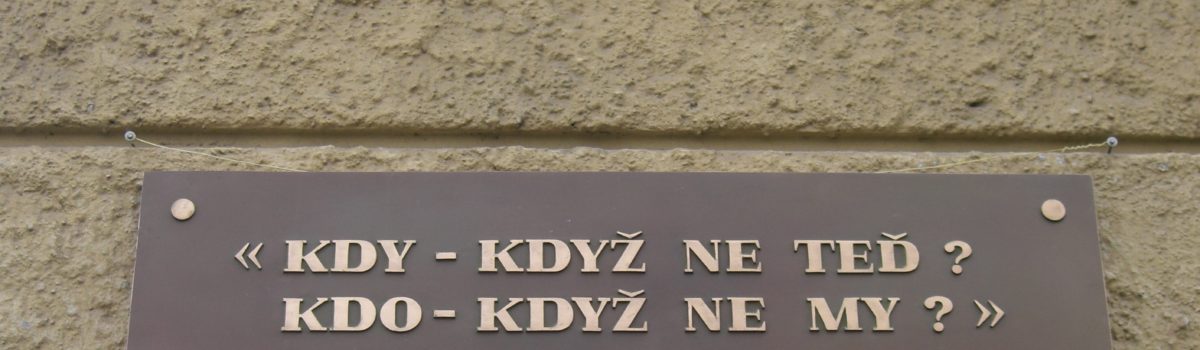 « KDY - KDYŽ NE TEĎ ?
KDO - KDYŽ NE MY ? »